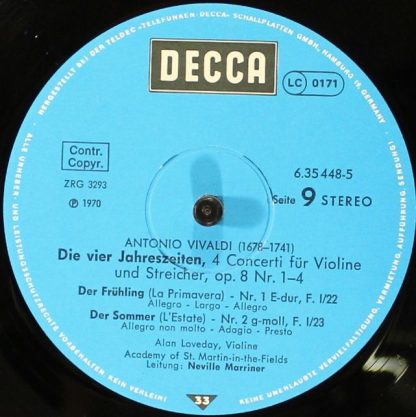 HERGESTELLT BEI DER TELDEC »TELEFUNKEN-DECCA« SCHALLPLATTEN GMBH, HAMBURG 19, GERMANY
DECCA
LC 0171
Contr.
Copyr.
ZRG 3293
Ⓟ 1970
6.35 448-5
Seite 9 STEREO
ANTONIO VIVALDI (1678–1741)
Die vier Jahreszeiten, 4 Concerti für Violine
und Streicher, op. 8 Nr. 1–4
Der Frühling (La Primavera) – Nr. 1 E-dur, F. I/22
Allegro - Largo - Allegro
Der Sommer (L'Estate) – Nr. 2 g-moll, F. I/23
Allegro non molto - Adagio - Presto
Alan Loveday, Violine
Academy of St. Martin-in-the-Fields
Leitung: Neville Marriner
33
ALLE URHEBER- UND LEISTUNGSSCHUTZRECHTE VORBEHALTEN KEIN VERLEIH!
KEINE UNERLAUBTE VERVIELFÄLTIGUNG, VERMIETUNG, AUFFÜHRUNG, SENDUNG!